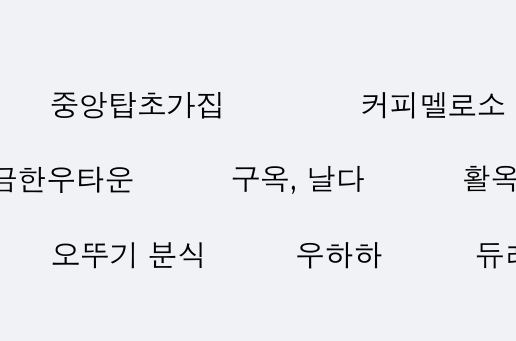 중앙탑초가집 커피멜로소
금한우타운 구옥, 날다 활옥
오뚜기 분식 우하하 듀